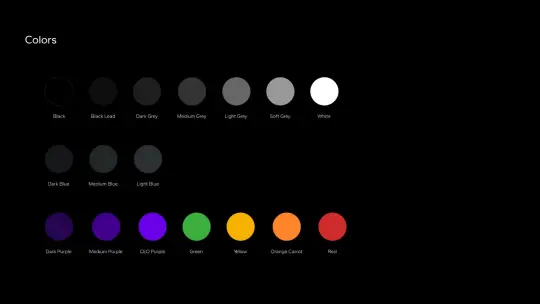 Colors
Black Black Lead Dark Grey Medium Grey Light Grey Soft Grey White
Dark Blue Medium Blue Light Blue
Dark Purple Medium Purple CLO Purple Green Yellow Orange Carrot Red